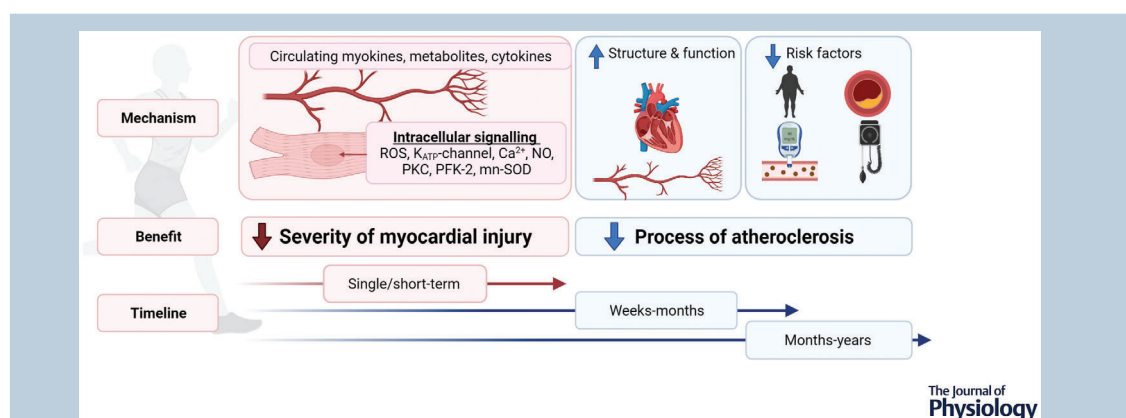 Mechanism
Circulating myokines, metabolites, cytokines
Intracellular signalling
ROS, KATP-channel, Ca2+, NO,
PKC, PFK-2, mn-SOD
Structure & function
Risk factors
Benefit
Severity of myocardial injury
Process of atheroclerosis
Timeline
Single/short-term
Weeks-months
Months-years
The Journal of
Physiology